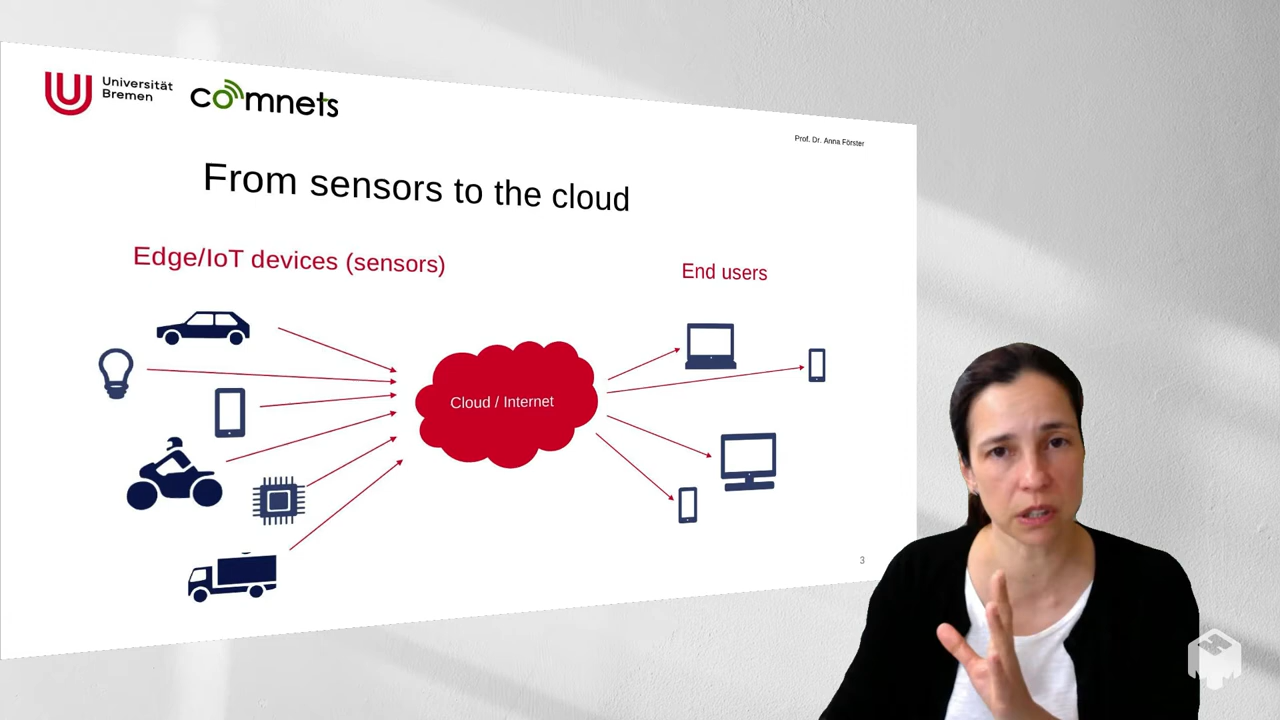 Universität
Bremen
comnets
Prof. Dr. Anna Förster
From sensors to the cloud
Edge/IoT devices (sensors)
End users
Cloud / Internet
3